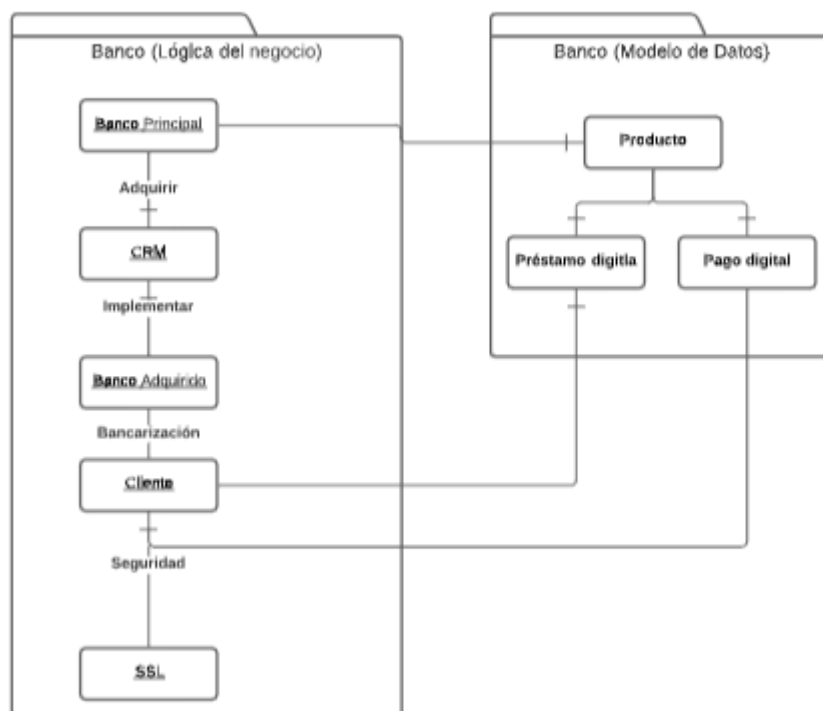 Banco (Lógica del negocio)
Banco Principal
Adquirir
CRM
Implementar
Banco Adquirido
Bancarización
Cliente
Seguridad
SSL
Banco (Modelo de Datos}
Producto
Préstamo digitla
Pago digital